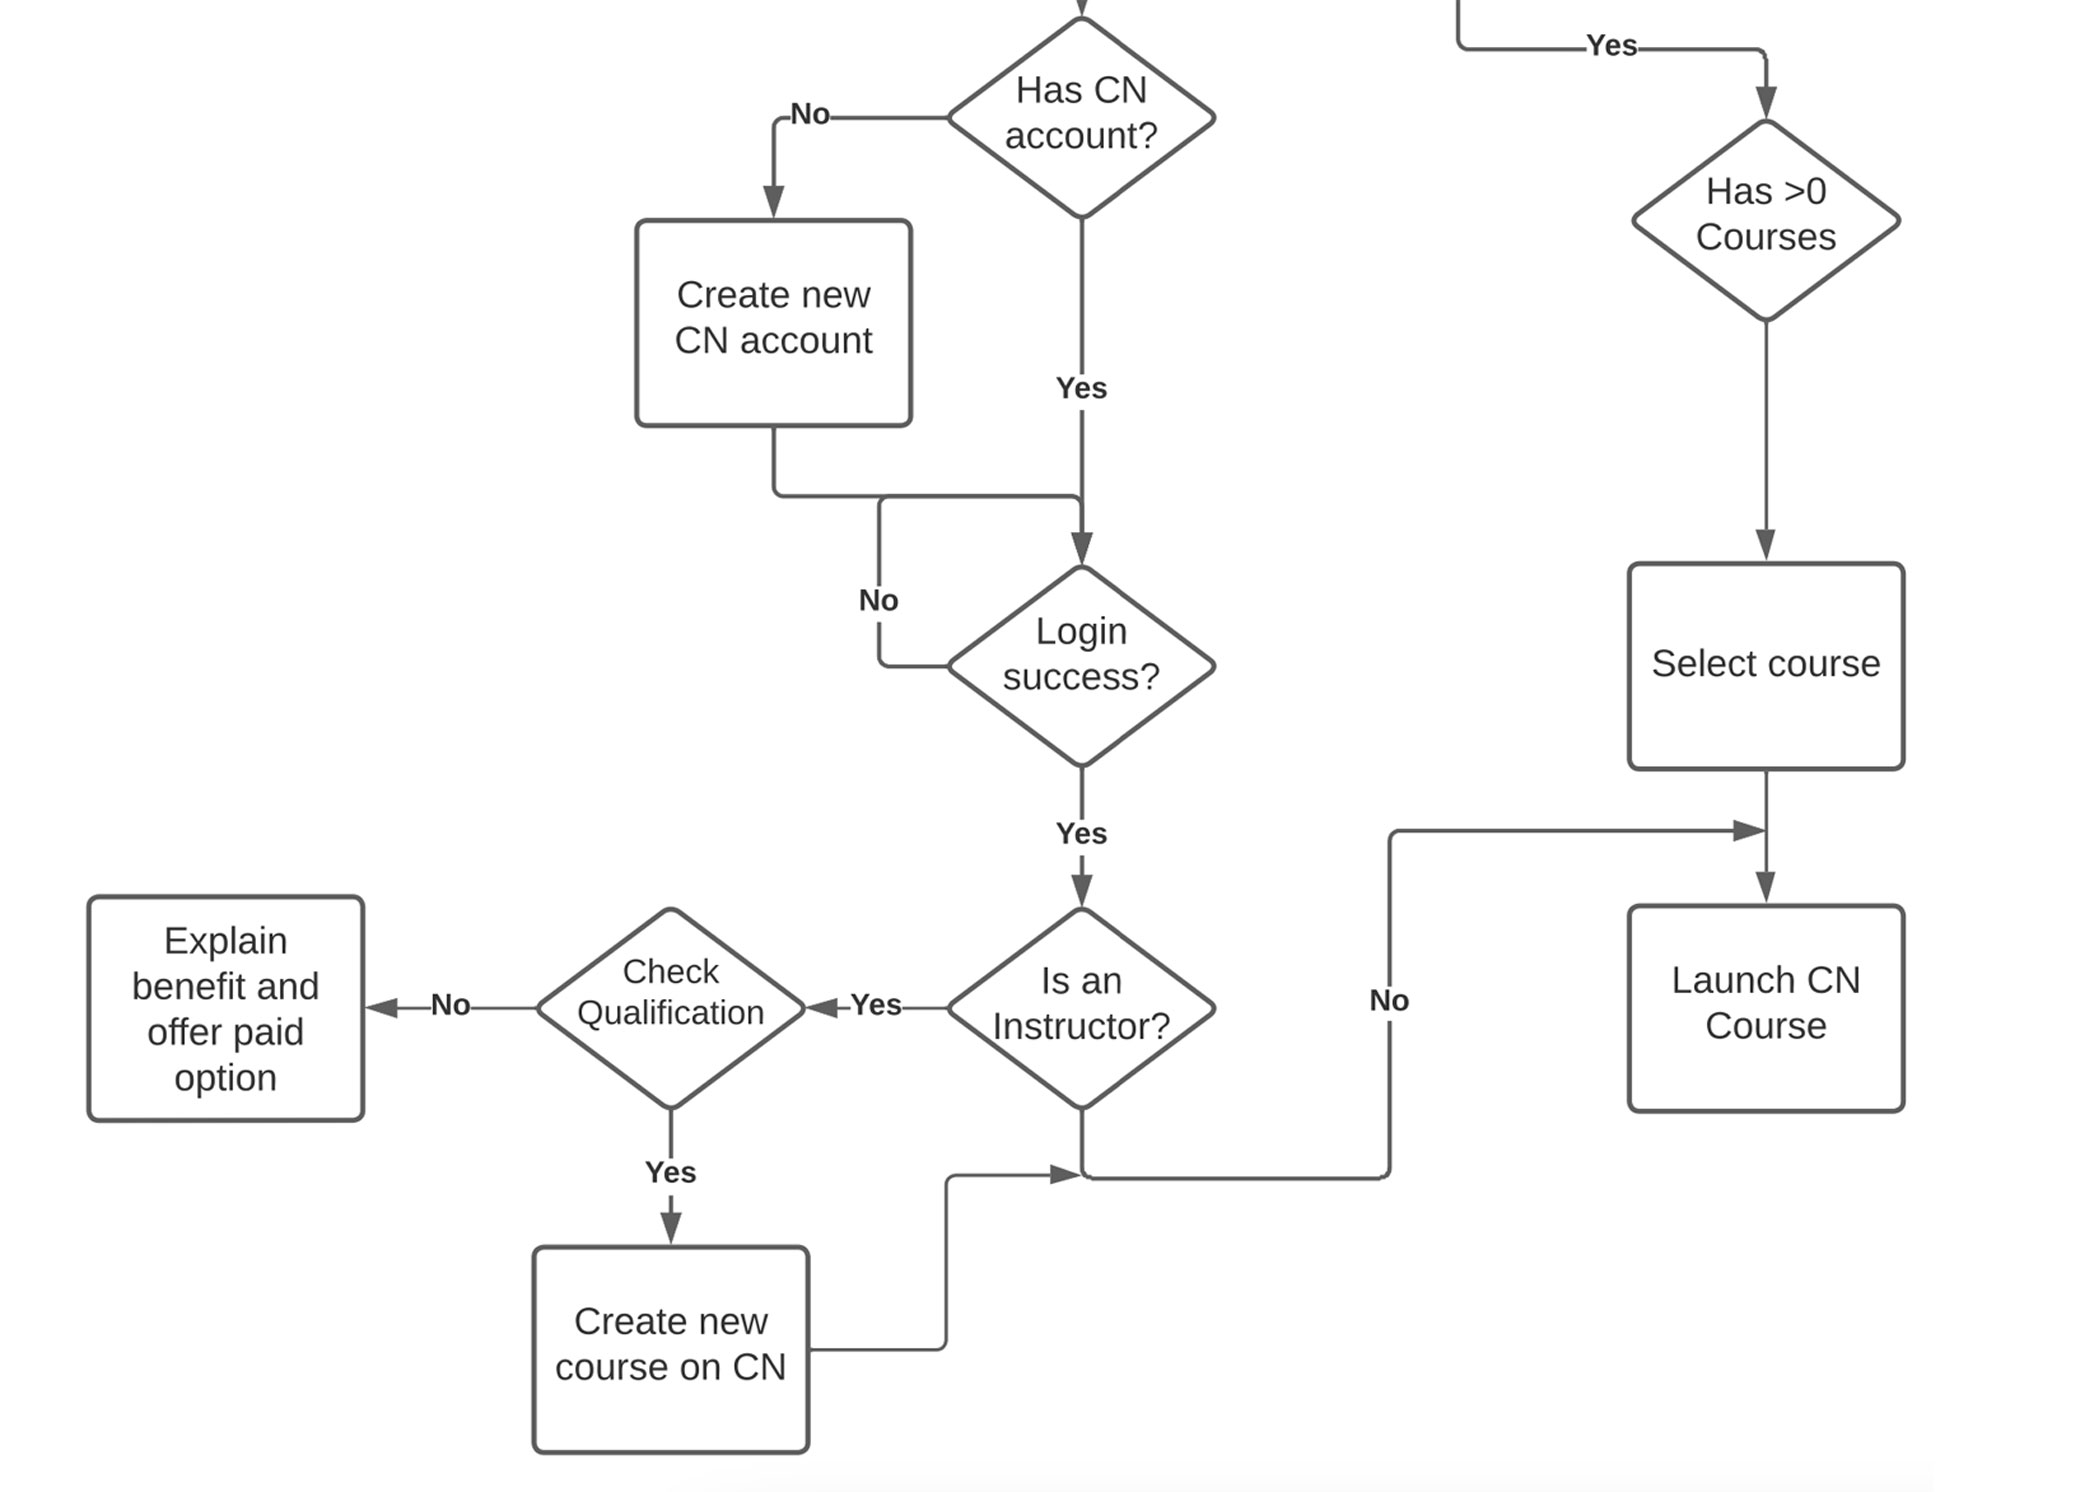 Yes
Has CN
account?
No
Has >0
Courses
Create new
CN account
Yes
No
Login
success?
Select course
Yes
Explain
benefit and
offer paid
option
No
Check
Qualification
Yes
Is an
Instructor?
No
Launch CN
Course
Yes
Create new
course on CN